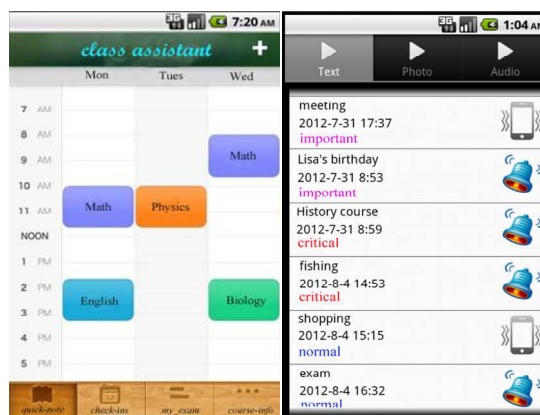 3G 7:20 AM
class assistant +
Mon Tues Wed
7 AM
8 AM
9 AM
Math
10 AM
11 AM
Math Physics
NOON
1 PM
2 PM
English Biology
3 PM
4 PM
5 PM
quick-note check-ins my_exam course-info
3G 1:04 AM
Text Photo Audio
meeting
2012-7-31 17:37
important
Lisa's birthday
2012-7-31 8:53
important
History course
2012-7-31 8:59
critical
fishing
2012-8-4 14:53
critical
shopping
2012-8-4 15:15
normal
exam
2012-8-4 16:32
normal